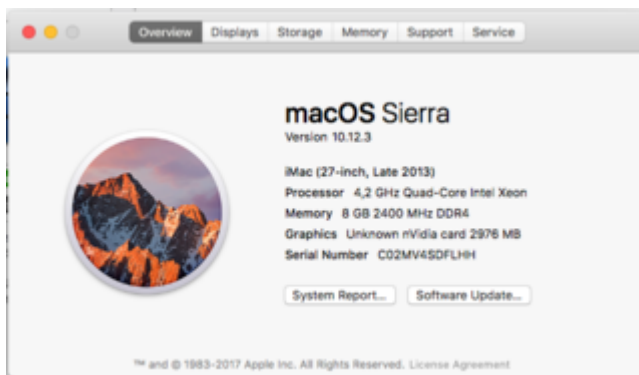 Overview Displays Storage Memory Support Service
macOS Sierra
Version 10.12.3
iMac (27-inch, Late 2013)
Processor 4,2 GHz Quad-Core Intel Xeon
Memory 8 GB 2400 MHz DDR4
Graphics Unknown nVidia card 2976 MB
Serial Number C02MV4SDFLHH
System Report... Software Update...
™ and © 1983-2017 Apple Inc. All Rights Reserved. License Agreement